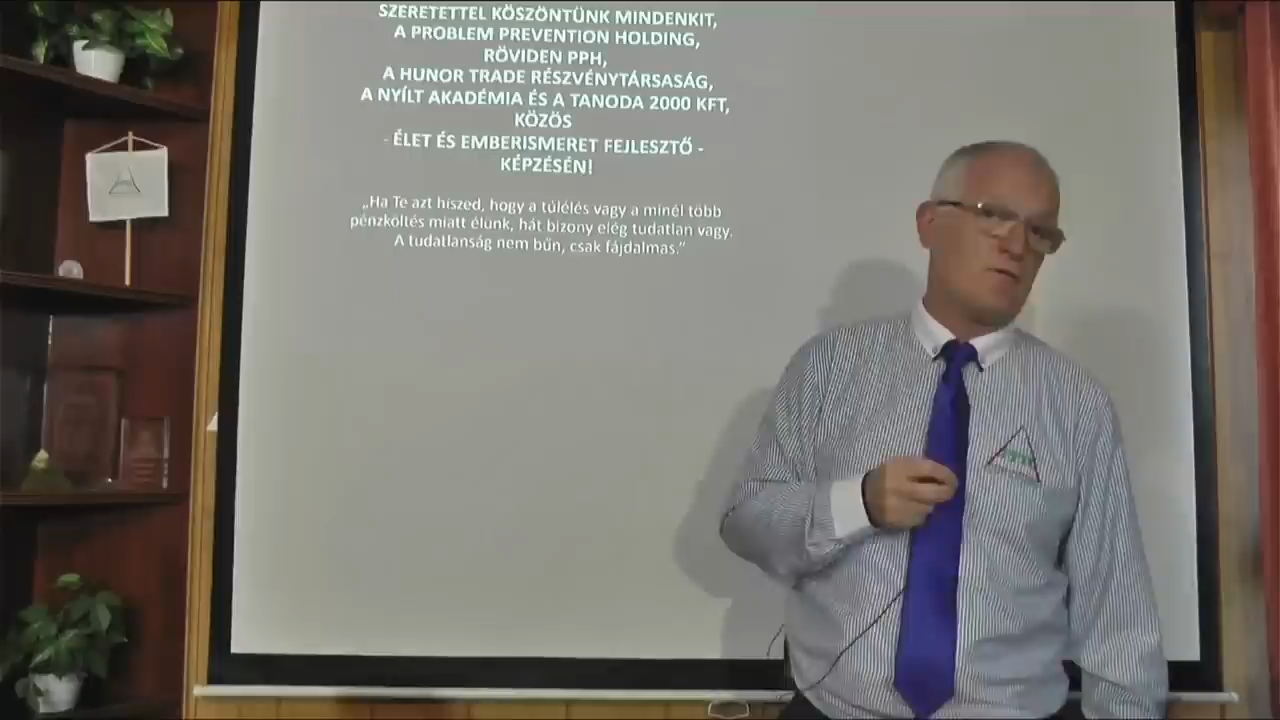 SZERETETTEL KÖSZÖNTÜNK MINDENKIT,
A PROBLEM PREVENTION HOLDING,
RÖVIDEN PPH,
A HUNOR TRADE RÉSZVÉNYTÁRSASÁG,
A NYÍLT AKADÉMIA ÉS A TANODA 2000 KFT,
KÖZÖS
- ÉLET ÉS EMBERISMERET FEJLESZTŐ -
KÉPZÉSÉN!
„Ha Te azt hiszed, hogy a túlélés vagy a minél több
pénzköltés miatt élünk, hát bizony elég tudatlan vagy.
A tudatlanság nem bűn, csak fájdalmas.”